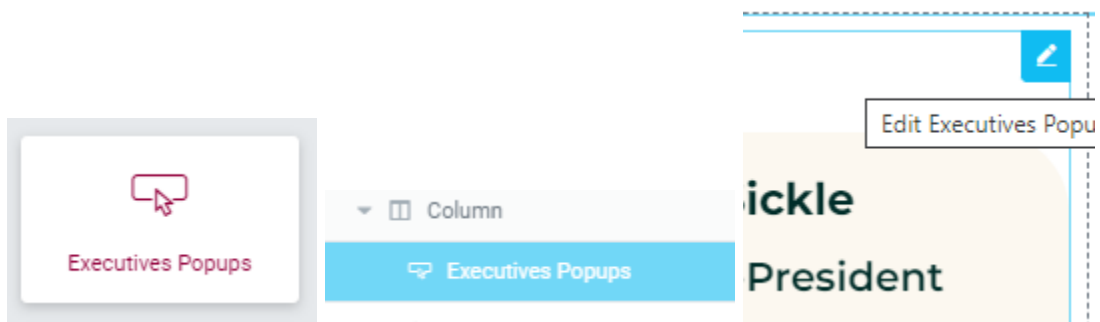 Executives Popups
Column
Executives Popups
Edit Executives Popu
ickle
President